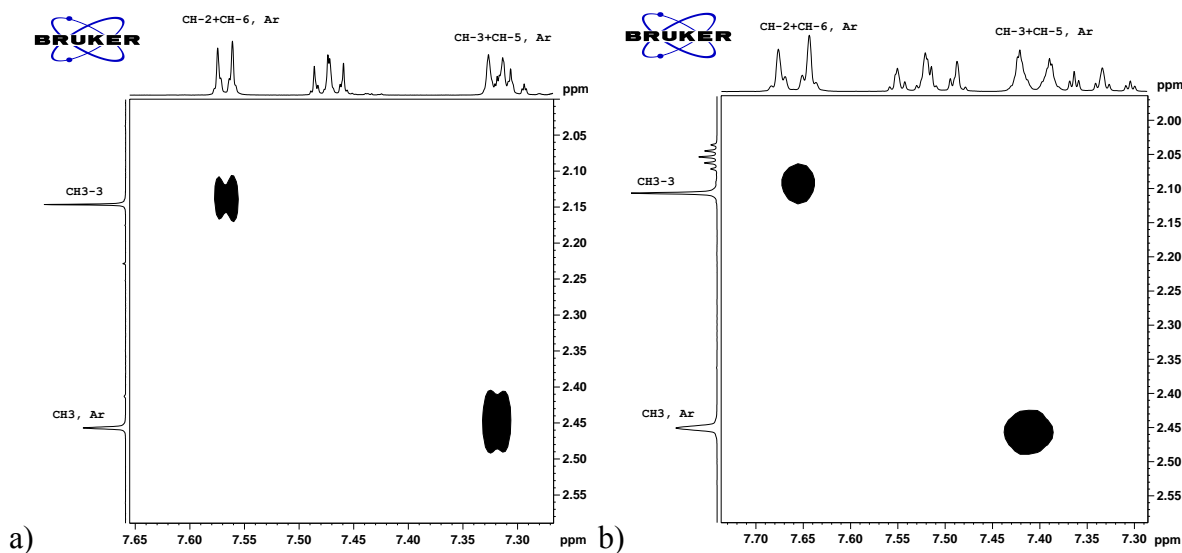 BRUKER
CH-2+CH-6, Ar
CH-3+CH-5, Ar
ppm
CH3-3
CH3, Ar
2.05
2.10
2.15
2.20
2.25
2.30
2.35
2.40
2.45
2.50
2.55
7.65 7.60 7.55 7.50 7.45 7.40 7.35 7.30 ppm
a)
BRUKER
CH-2+CH-6, Ar
CH-3+CH-5, Ar
ppm
CH3-3
CH3, Ar
2.00
2.05
2.10
2.15
2.20
2.25
2.30
2.35
2.40
2.45
2.50
2.55
7.70 7.65 7.60 7.55 7.50 7.45 7.40 7.35 7.30 ppm
b)